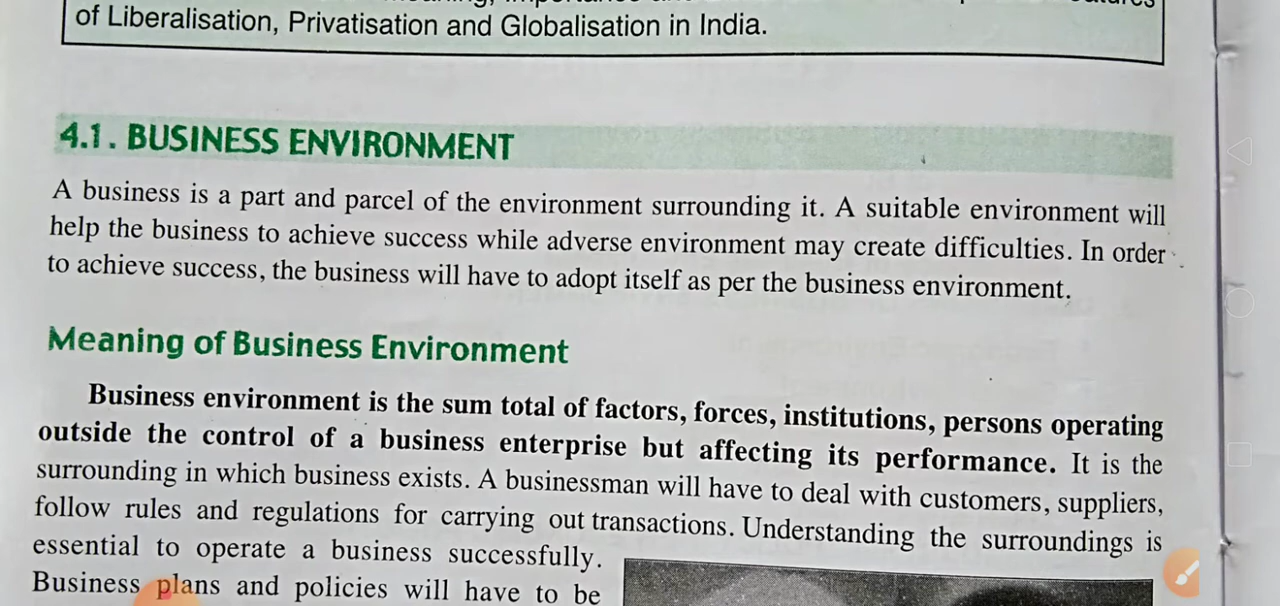 of Liberalisation, Privatisation and Globalisation in India.
4.1. BUSINESS ENVIRONMENT
A business is a part and parcel of the environment surrounding it. A suitable environment will
help the business to achieve success while adverse environment may create difficulties. In order
to achieve success, the business will have to adopt itself as per the business environment.
Meaning of Business Environment
Business environment is the sum total of factors, forces, institutions, persons operating
outside the control of a business enterprise but affecting its performance. It is the
surrounding in which business exists. A businessman will have to deal with customers, suppliers,
follow rules and regulations for carrying out transactions. Understanding the surroundings is
essential to operate a business successfully.
Business plans and policies will have to be